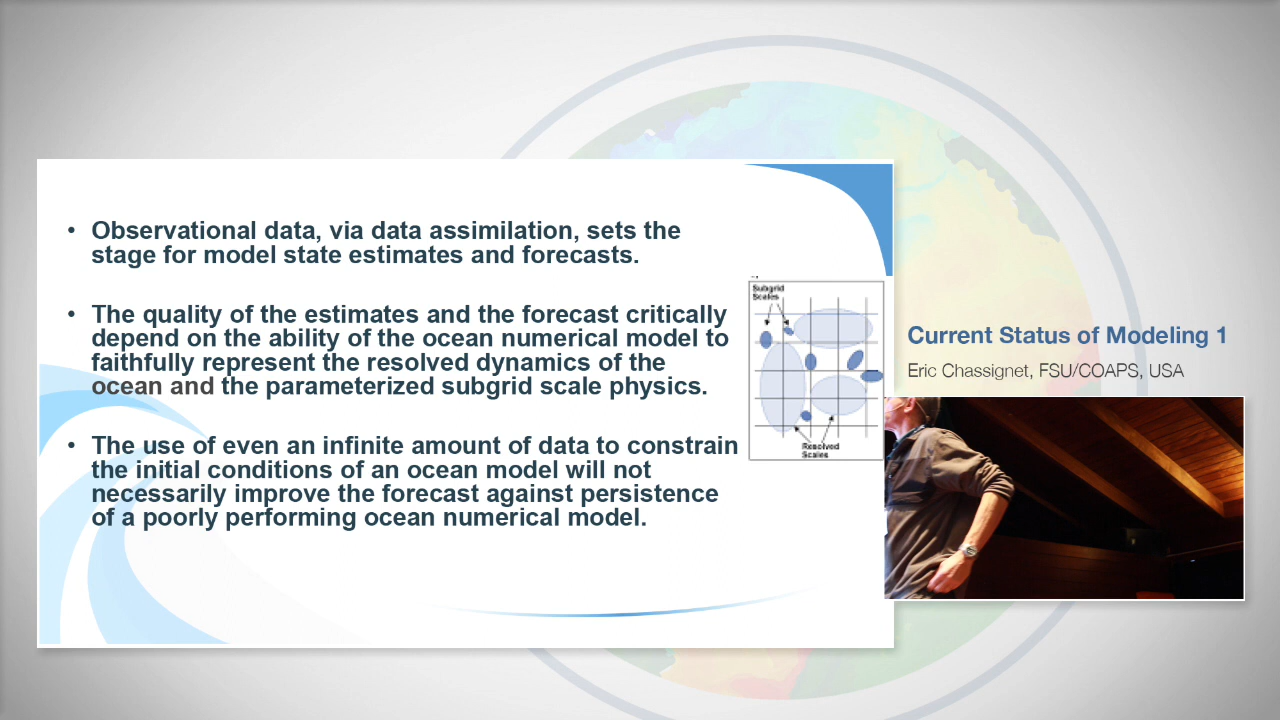 • Observational data, via data assimilation, sets the
stage for model state estimates and forecasts.
• The quality of the estimates and the forecast critically
depend on the ability of the ocean numerical model to
faithfully represent the resolved dynamics of the
ocean and the parameterized subgrid scale physics.
• The use of even an infinite amount of data to constrain
the initial conditions of an ocean model will not
necessarily improve the forecast against persistence
of a poorly performing ocean numerical model.
Subgrid
Scales
Resolved
Scales
Current Status of Modeling 1
Eric Chassignet, FSU/COAPS, USA